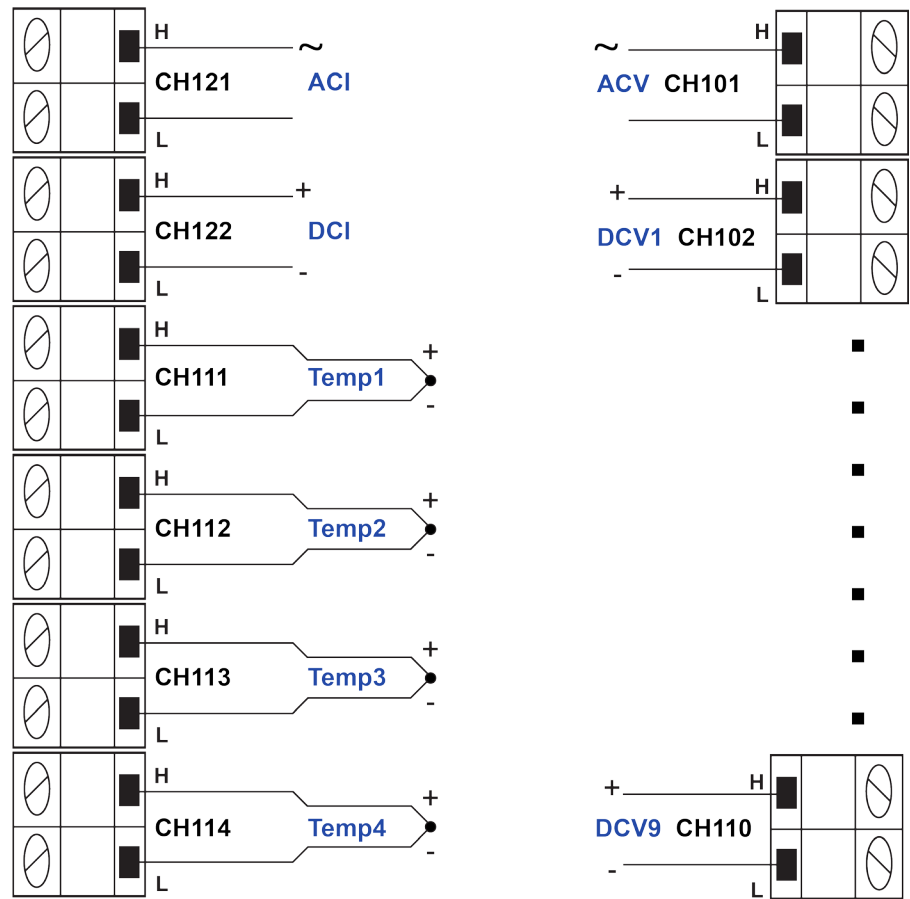 H
~
CH121 ACI
L
H
+
CH122 DCI
-
L
H
+
CH111 Temp1
-
L
H
+
CH112 Temp2
-
L
H
+
CH113 Temp3
-
L
H
+
CH114 Temp4
-
L
H
~
ACV CH101
L
H
+
DCV1 CH102
-
L
H
+
DCV9 CH110
-
L